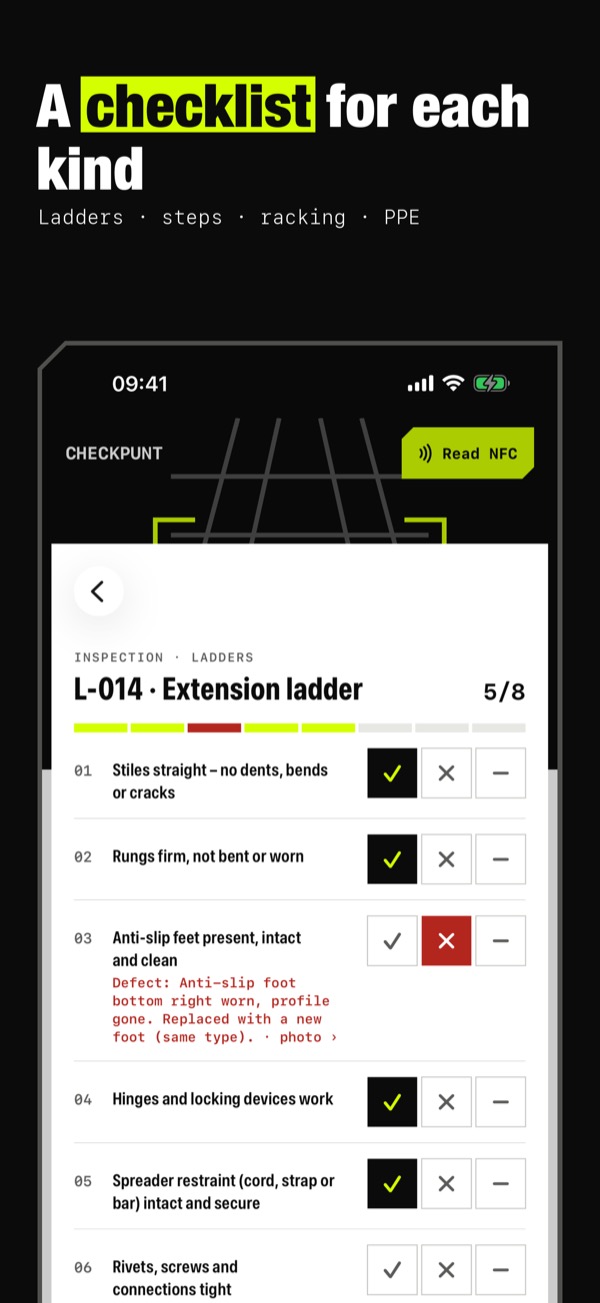 A checklist for each
kind
Ladders · steps · racking · PPE
09:41
CHECKPUNT
Read NFC
INSPECTION · LADDERS
L-014 · Extension ladder
5/8
01
Stiles straight – no dents, bends
or cracks
02
Rungs firm, not bent or worn
03
Anti-slip feet present, intact
and clean
Defect: Anti-slip foot
bottom right worn, profile
gone. Replaced with a new
foot (same type). · photo ›
04
Hinges and locking devices work
05
Spreader restraint (cord, strap or
bar) intact and secure
06
Rivets, screws and
connections tight